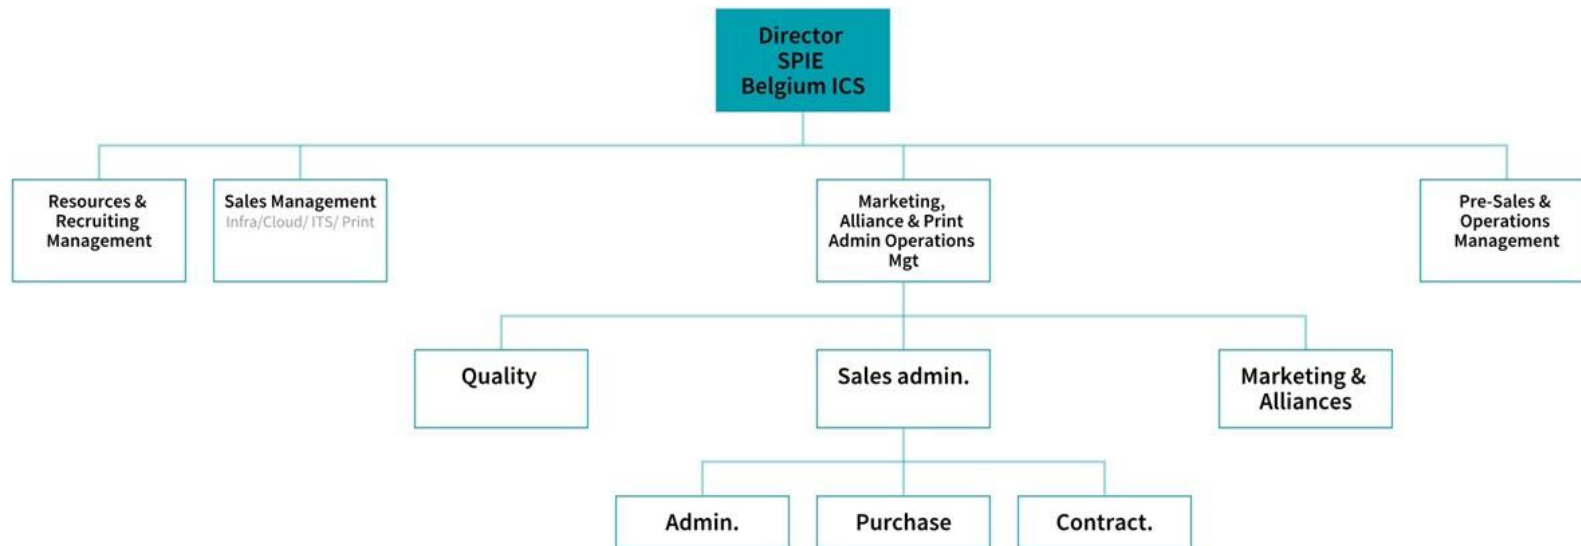 Director
SPIE
Belgium ICS
Resources &
Recruiting
Management
Sales Management
Infra/Cloud/ ITS/ Print
Marketing,
Alliance & Print
Admin Operations
Mgt
Pre-Sales &
Operations
Management
Quality
Sales admin.
Marketing &
Alliances
Admin.
Purchase
Contract.